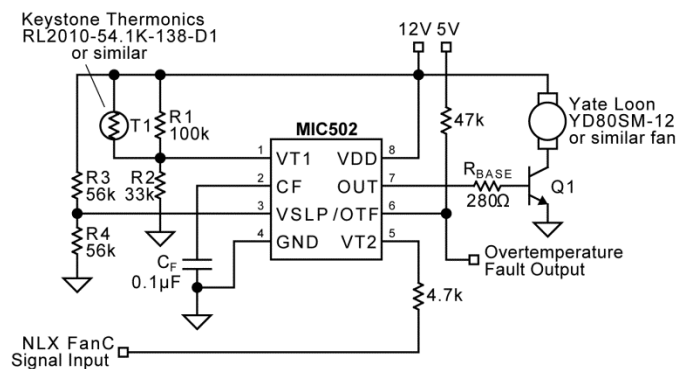 Keystone Thermonics
RL2010-54.1K-138-D1
or similar
12V 5V
T1
R1
100k
47k
Yate Loon
YD80SM-12
or similar fan
MIC502
1 VT1 VDD 8
2 CF OUT 7
3 VSLP /OTF 6
4 GND VT2 5
R3
56k
R2
33k
RBASE
280Ω
Q1
R4
56k
CF
0.1µF
Overtemperature
Fault Output
4.7k
NLX FanC
Signal Input